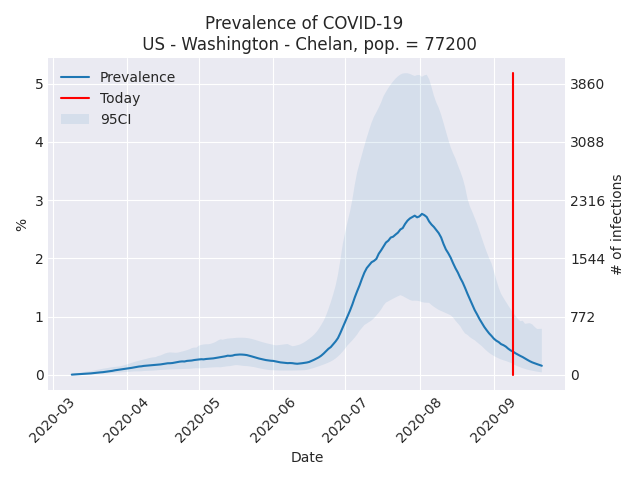 Prevalence of COVID-19
US - Washington - Chelan, pop. = 77200
Prevalence
Today
95CI
%
5
4
3
2
1
0
3860
3088
2316
1544
772
0
# of infections
2020-03
2020-04
2020-05
2020-06
2020-07
2020-08
2020-09
Date